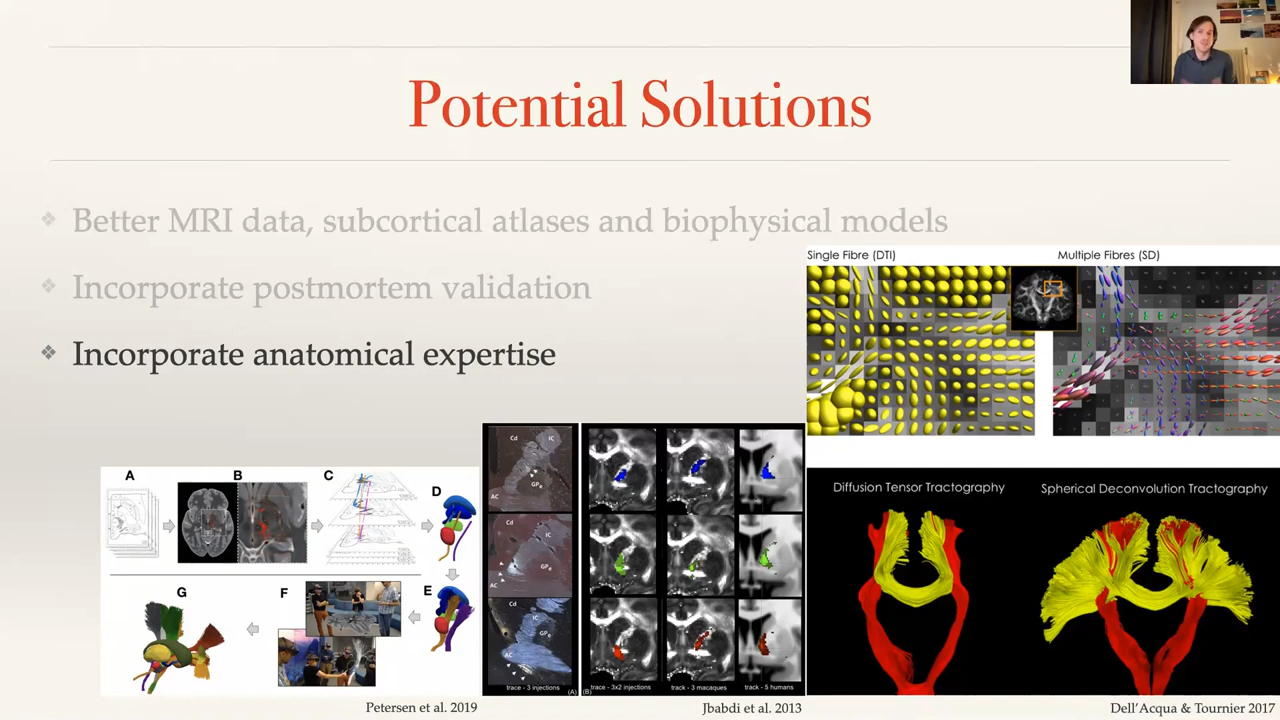 Potential Solutions
Better MRI data, subcortical atlases and biophysical models
Incorporate postmortem validation
Incorporate anatomical expertise
Single Fibre (DTI)
Multiple Fibres (SD)
A
B
C
D
E
F
G
Cd
IC
GPe
AC
Cd
IC
GPe
AC
Cd
IC
GPe
AC
trace - 3 injections
(A)
(B)
trace - 3x2 injections
track - 3 macaques
track - 5 humans
Diffusion Tensor Tractography
Spherical Deconvolution Tractography
Petersen et al. 2019
Jbabdi et al. 2013
Dell'Acqua & Tournier 2017